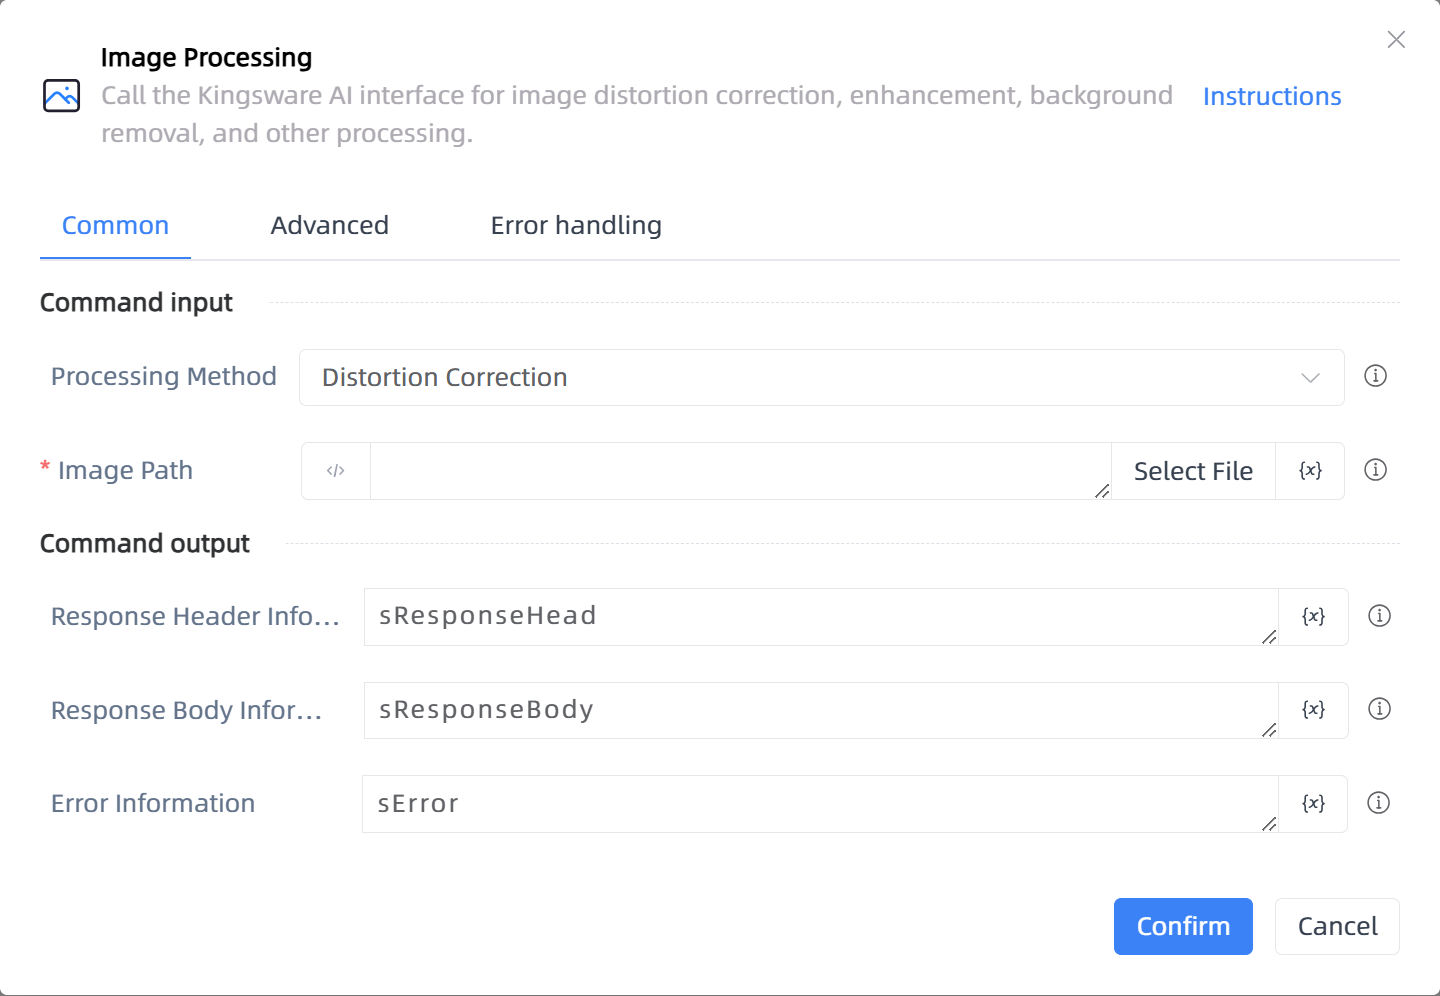 Image Processing
Call the Kingsware AI interface for image distortion correction, enhancement, background
removal, and other processing.
Instructions
Common
Advanced
Error handling
Command input
Processing Method
Distortion Correction
* Image Path
</>
Select File
{x}
Command output
Response Header Info...
sResponseHead
{x}
Response Body Infor...
sResponseBody
{x}
Error Information
sError
{x}
Confirm
Cancel